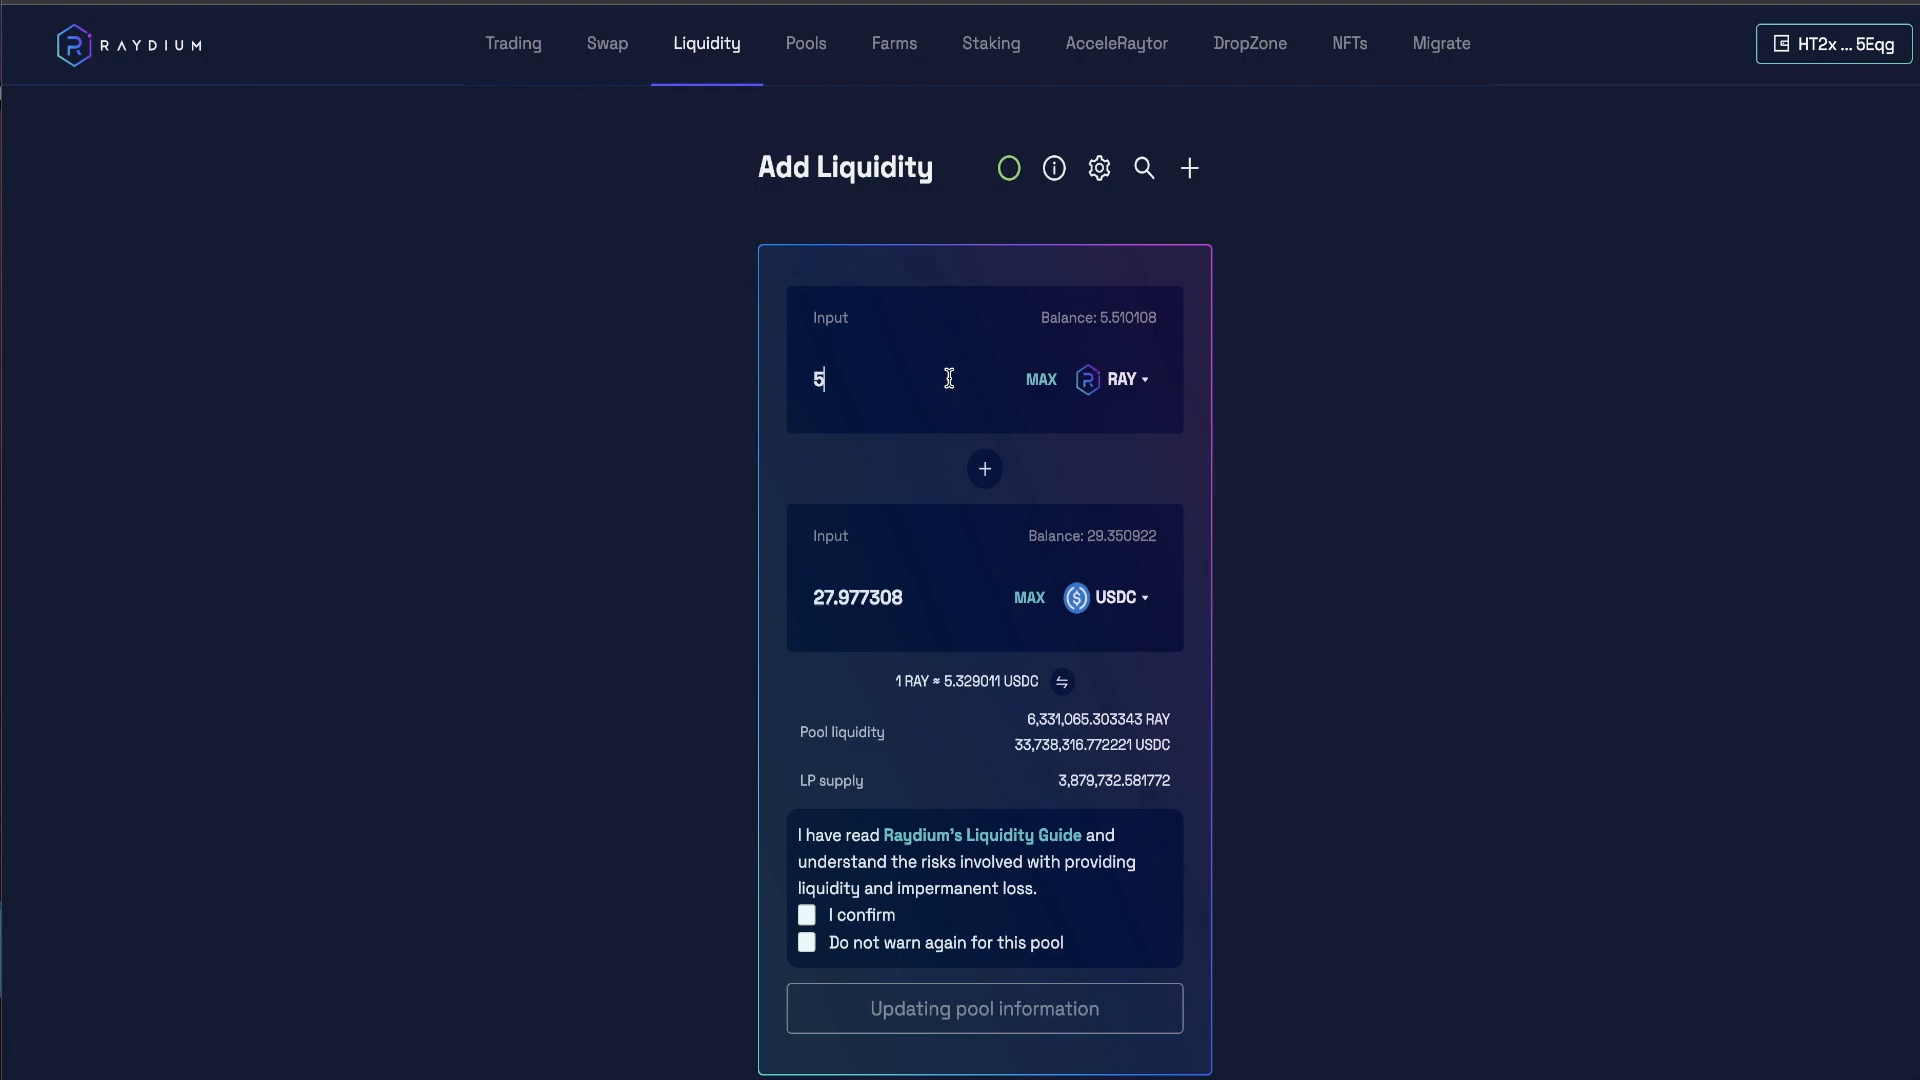 RAYDIUM
Trading
Swap
Liquidity
Pools
Farms
Staking
AcceleRaytor
DropZone
NFTs
Migrate
HT2x ... 5Eqg
Add Liquidity
Input
Balance: 5.510108
5
MAX
RAY
+
Input
Balance: 29.350922
27.977308
MAX
USDC
1 RAY ≈ 5.329011 USDC
Pool liquidity
6,331,065.303343 RAY
33,738,316.772221 USDC
LP supply
3,879,732.581772
I have read Raydium's Liquidity Guide and
understand the risks involved with providing
liquidity and impermanent loss.
I confirm
Do not warn again for this pool
Updating pool information